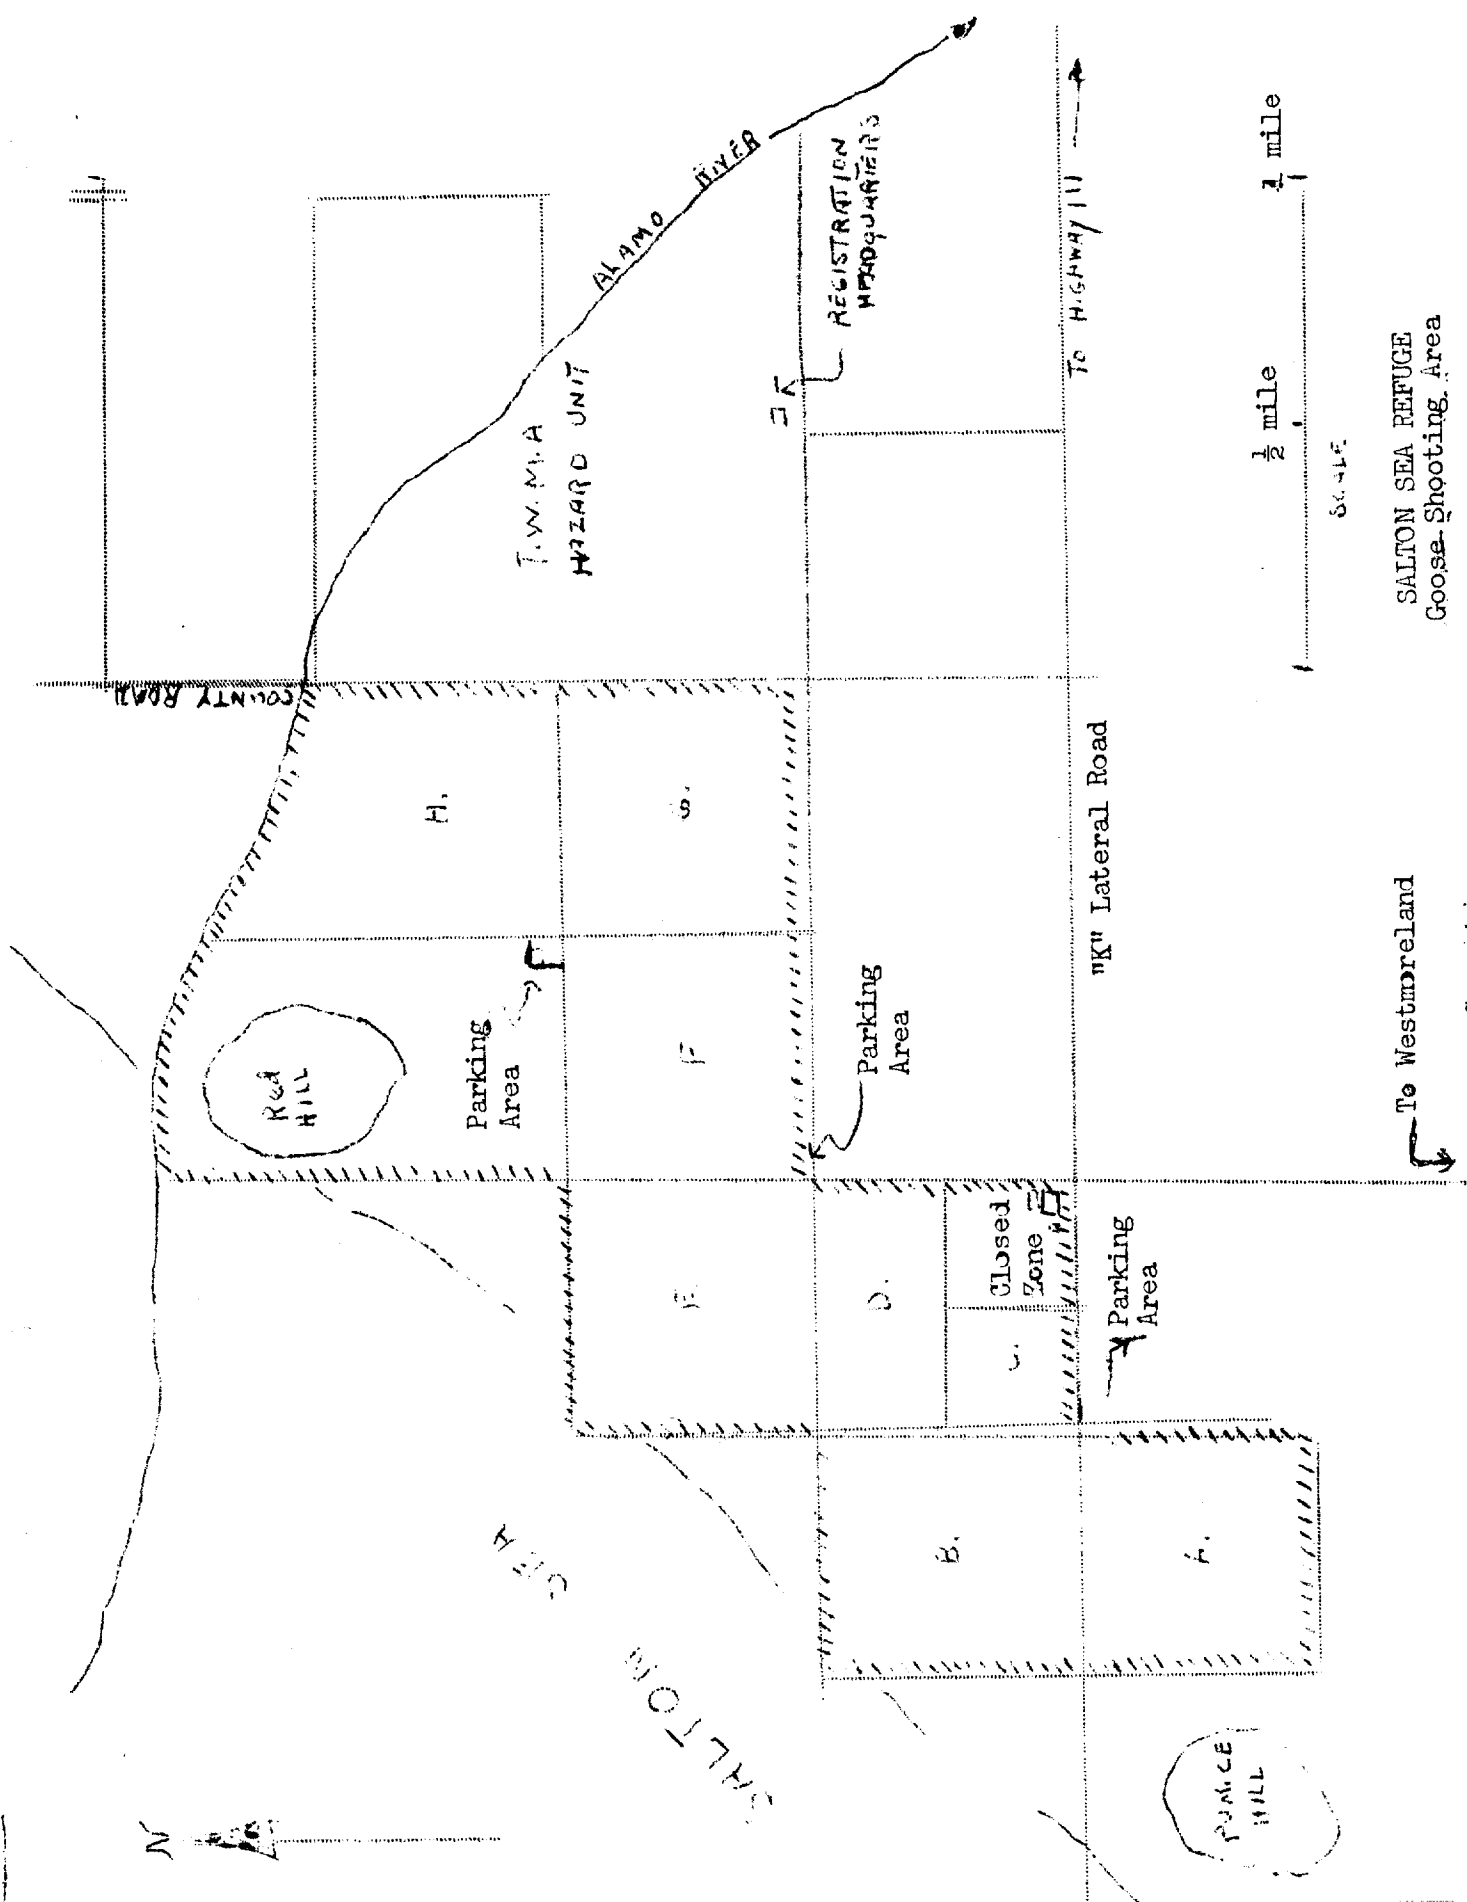 N
COUNTY ROAD
ALAMO RIVER
T.W.M.A
HAZARD UNIT
REGISTRATION
HEADQUARTERS
TO HIGHWAY 111
Red
HILL
H.
Parking
Area
F
Parking
Area
E.
D.
Closed
Zone
C.
Parking
Area
"K" Lateral Road
SALTON SEA
B.
A.
PUMICE
HILL
To Westmoreland
½ mile
1 mile
SCALE
SALTON SEA REFUGE
Goose Shooting Area